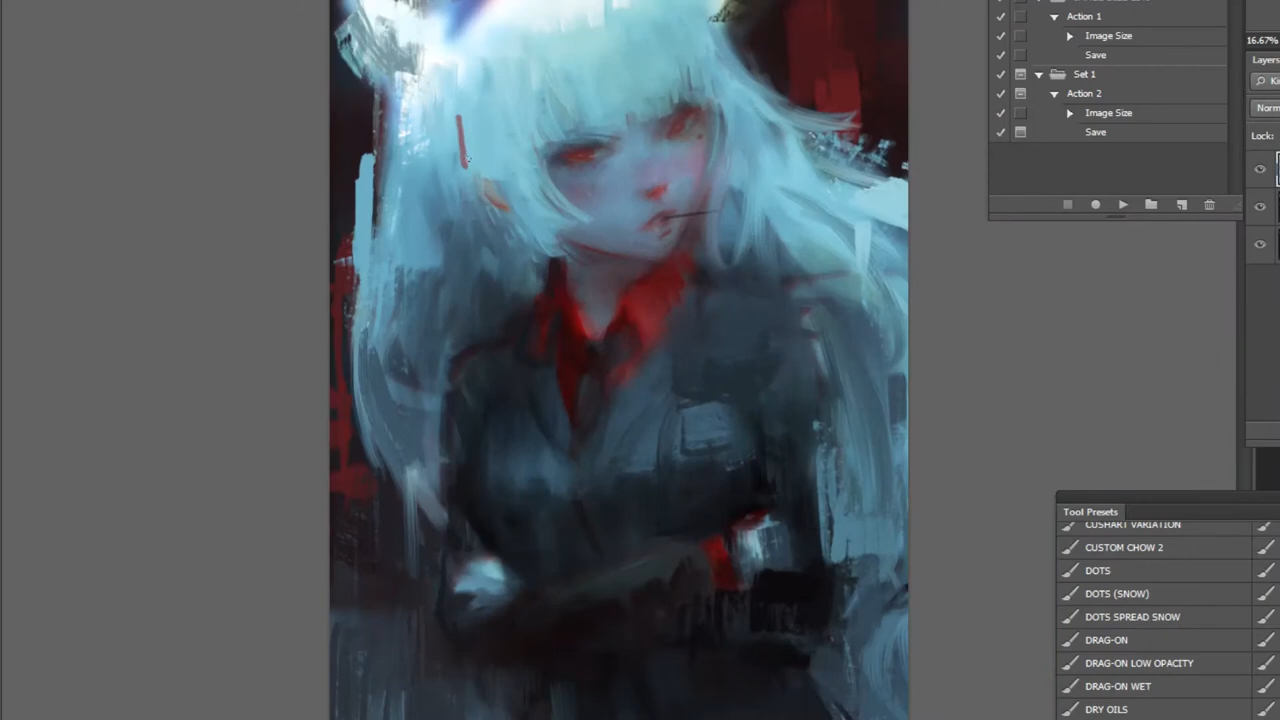 Action 1
Image Size
Save
Set 1
Action 2
Image Size
Save
16.67%
Layers
Lock:
Tool Presets
CUSHART VARIATION
CUSTOM CHOW 2
DOTS
DOTS (SNOW)
DOTS SPREAD SNOW
DRAG-ON
DRAG-ON LOW OPACITY
DRAG-ON WET
DRY OILS